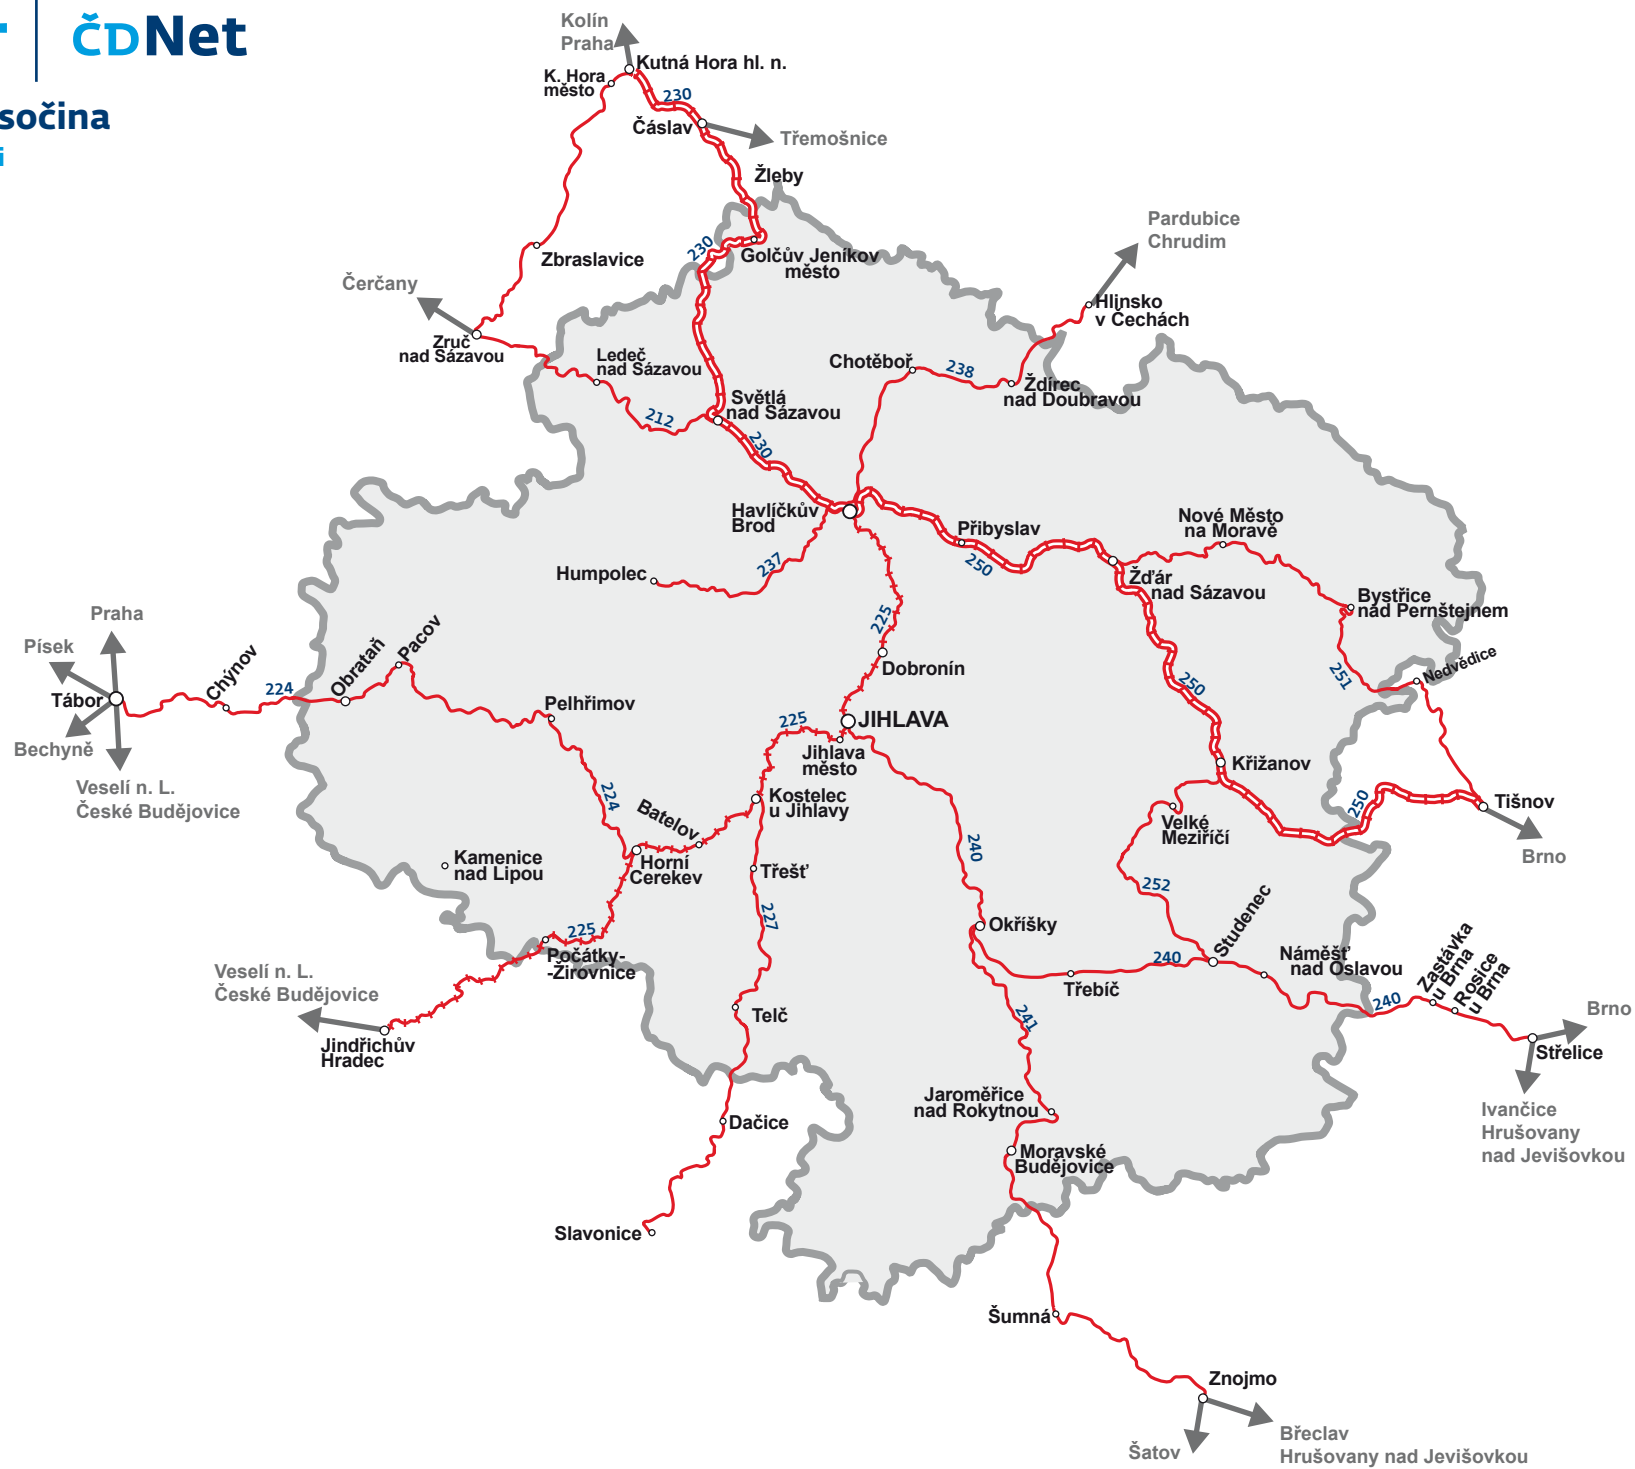 ČDNet
sočina
i
Kolín
Praha
Kutná Hora hl. n.
K. Hora
město
230
Čáslav
Třemošnice
Žleby
230
Golčův Jeníkov
město
Zbraslavice
Čerčany
Zruč
nad Sázavou
Pardubice
Chrudim
Hlinsko
v Čechách
Ledeč
nad Sázavou
Chotěboř
238
Ždírec
nad Doubravou
212
Světlá
nad Sázavou
230
Havlíčkův
Brod
Přibyslav
250
Nové Město
na Moravě
Humpolec
237
Žďár
nad Sázavou
Bystřice
nad Pernštejnem
225
Dobronín
251
Nedvědice
250
Praha
Písek
Tábor
Bechyně
Veselí n. L.
České Budějovice
Chýnov
224
Obrataň
Pacov
Pelhřimov
225
JIHLAVA
Jihlava
město
Křižanov
224
Batelov
Kostelec
u Jihlavy
250
Tišnov
Brno
Velké
Meziříčí
240
Kamenice
nad Lipou
Horní
Cerekev
Třešť
252
227
Okříšky
Studenec
225
Počátky-
-Žirovnice
Veselí n. L.
České Budějovice
Jindřichův
Hradec
240
Třebíč
Náměšť
nad Oslavou
240
Zastávka
u Brna
Rosice
u Brna
Brno
Střelice
Telč
241
Ivančice
Hrušovany
nad Jevišovkou
Jaroměřice
nad Rokytnou
Dačice
Moravské
Budějovice
Slavonice
Šumná
Znojmo
Šatov
Břeclav
Hrušovany nad Jevišovkou